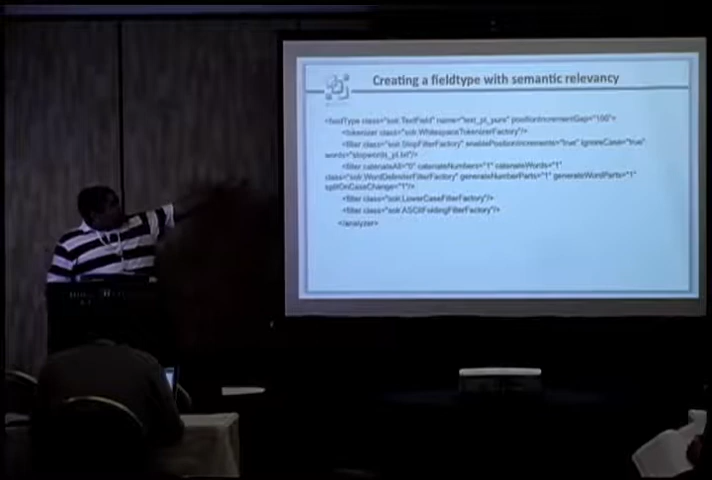 Creating a fieldtype with semantic relevancy
<fieldType class="solr.TextField" name="text_pt_pure" positionIncrementGap="100">
<tokenizer class="solr.WhitespaceTokenizerFactory"/>
<filter class="solr.StopFilterFactory" enablePositionIncrements="true" ignoreCase="true"
words="stopwords_pt.txt"/>
<filter catenateAll="0" catenateNumbers="1" catenateWords="1"
class="solr.WordDelimiterFilterFactory" generateNumberParts="1" generateWordParts="1"
splitOnCaseChange="1"/>
<filter class="solr.LowerCaseFilterFactory"/>
<filter class="solr.ASCIIFoldingFilterFactory"/>
</analyzer>